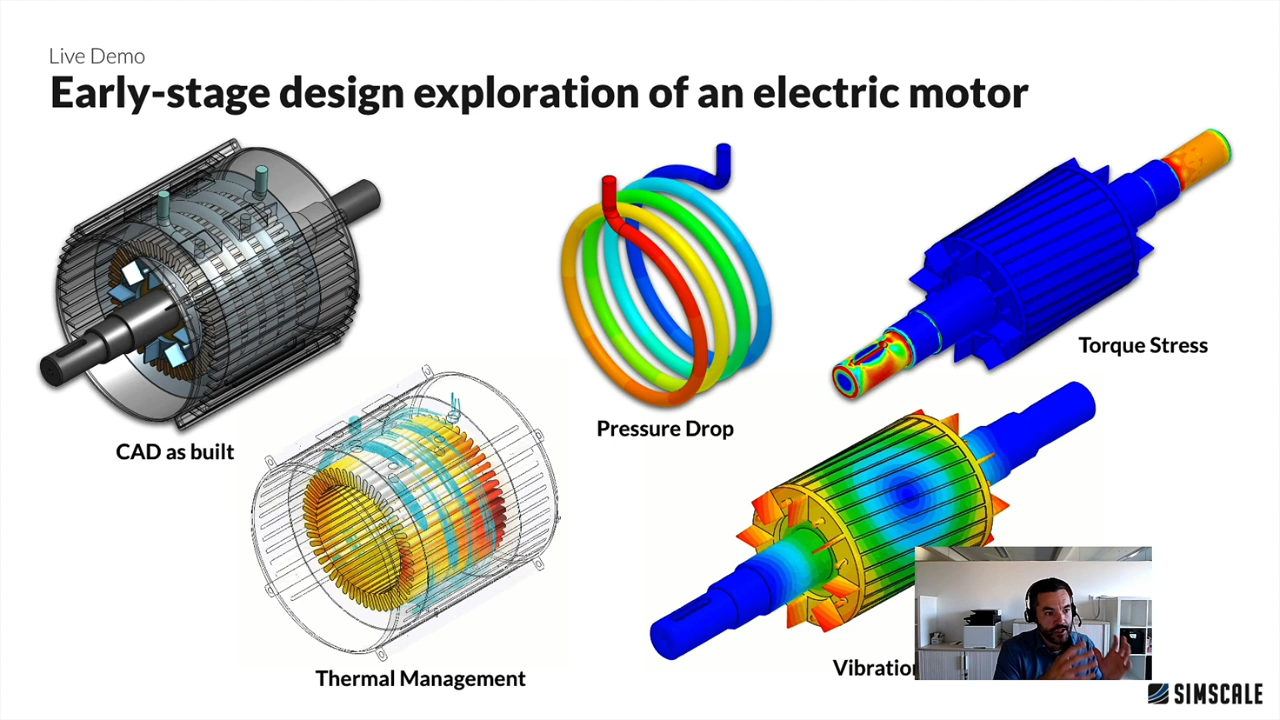 Live Demo
Early-stage design exploration of an electric motor
CAD as built
Pressure Drop
Torque Stress
Thermal Management
Vibration
SIMSCALE